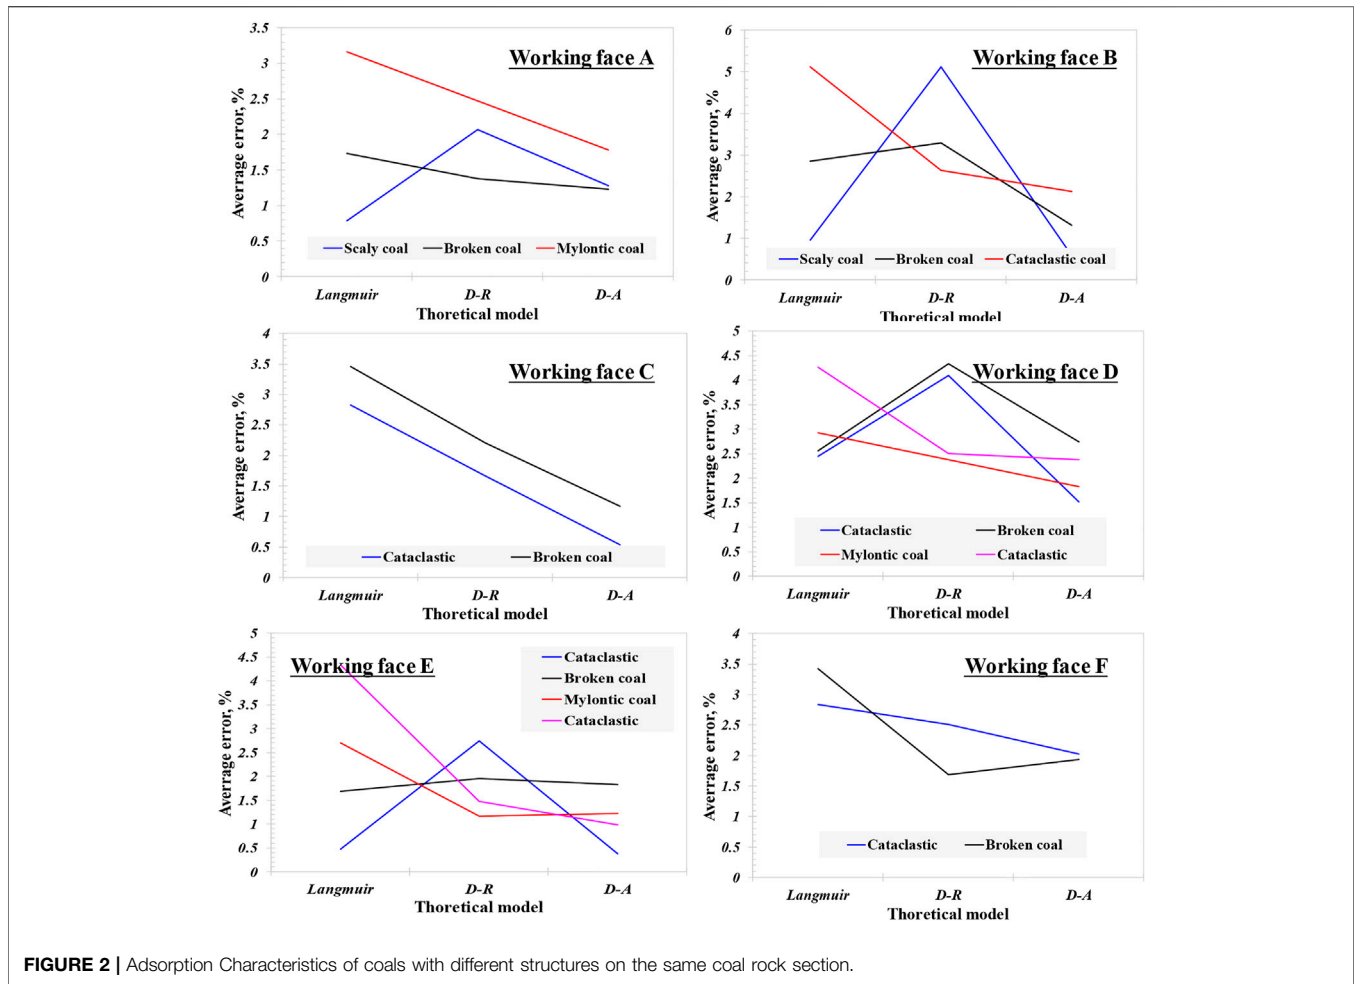 Working face A
Averrage error, %
3.5
3
2.5
2
1.5
1
0.5
0
Scaly coal Broken coal Mylontic coal
Langmuir D-R D-A
Thoretical model
Working face B
Averrage error, %
6
5
4
3
2
1
0
Scaly coal Broken coal Cataclastic coal
Langmuir D-R D-A
Thoretical model
Working face C
Averrage error, %
4
3.5
3
2.5
2
1.5
1
0.5
0
Cataclastic Broken coal
Langmuir D-R D-A
Thoretical model
Working face D
Averrage error, %
5
4.5
4
3.5
3
2.5
2
1.5
1
0.5
0
Cataclastic Broken coal
Mylontic coal Cataclastic
Langmuir D-R D-A
Thoretical model
Working face E
Averrage error, %
5
4.5
4
3.5
3
2.5
2
1.5
1
0.5
0
Cataclastic
Broken coal
Mylontic coal
Cataclastic
Langmuir D-R D-A
Thoretical model
Working face F
Averrage error, %
4
3.5
3
2.5
2
1.5
1
0.5
0
Cataclastic Broken coal
Langmuir D-R D-A
Thoretical model
FIGURE 2 | Adsorption Characteristics of coals with different structures on the same coal rock section.